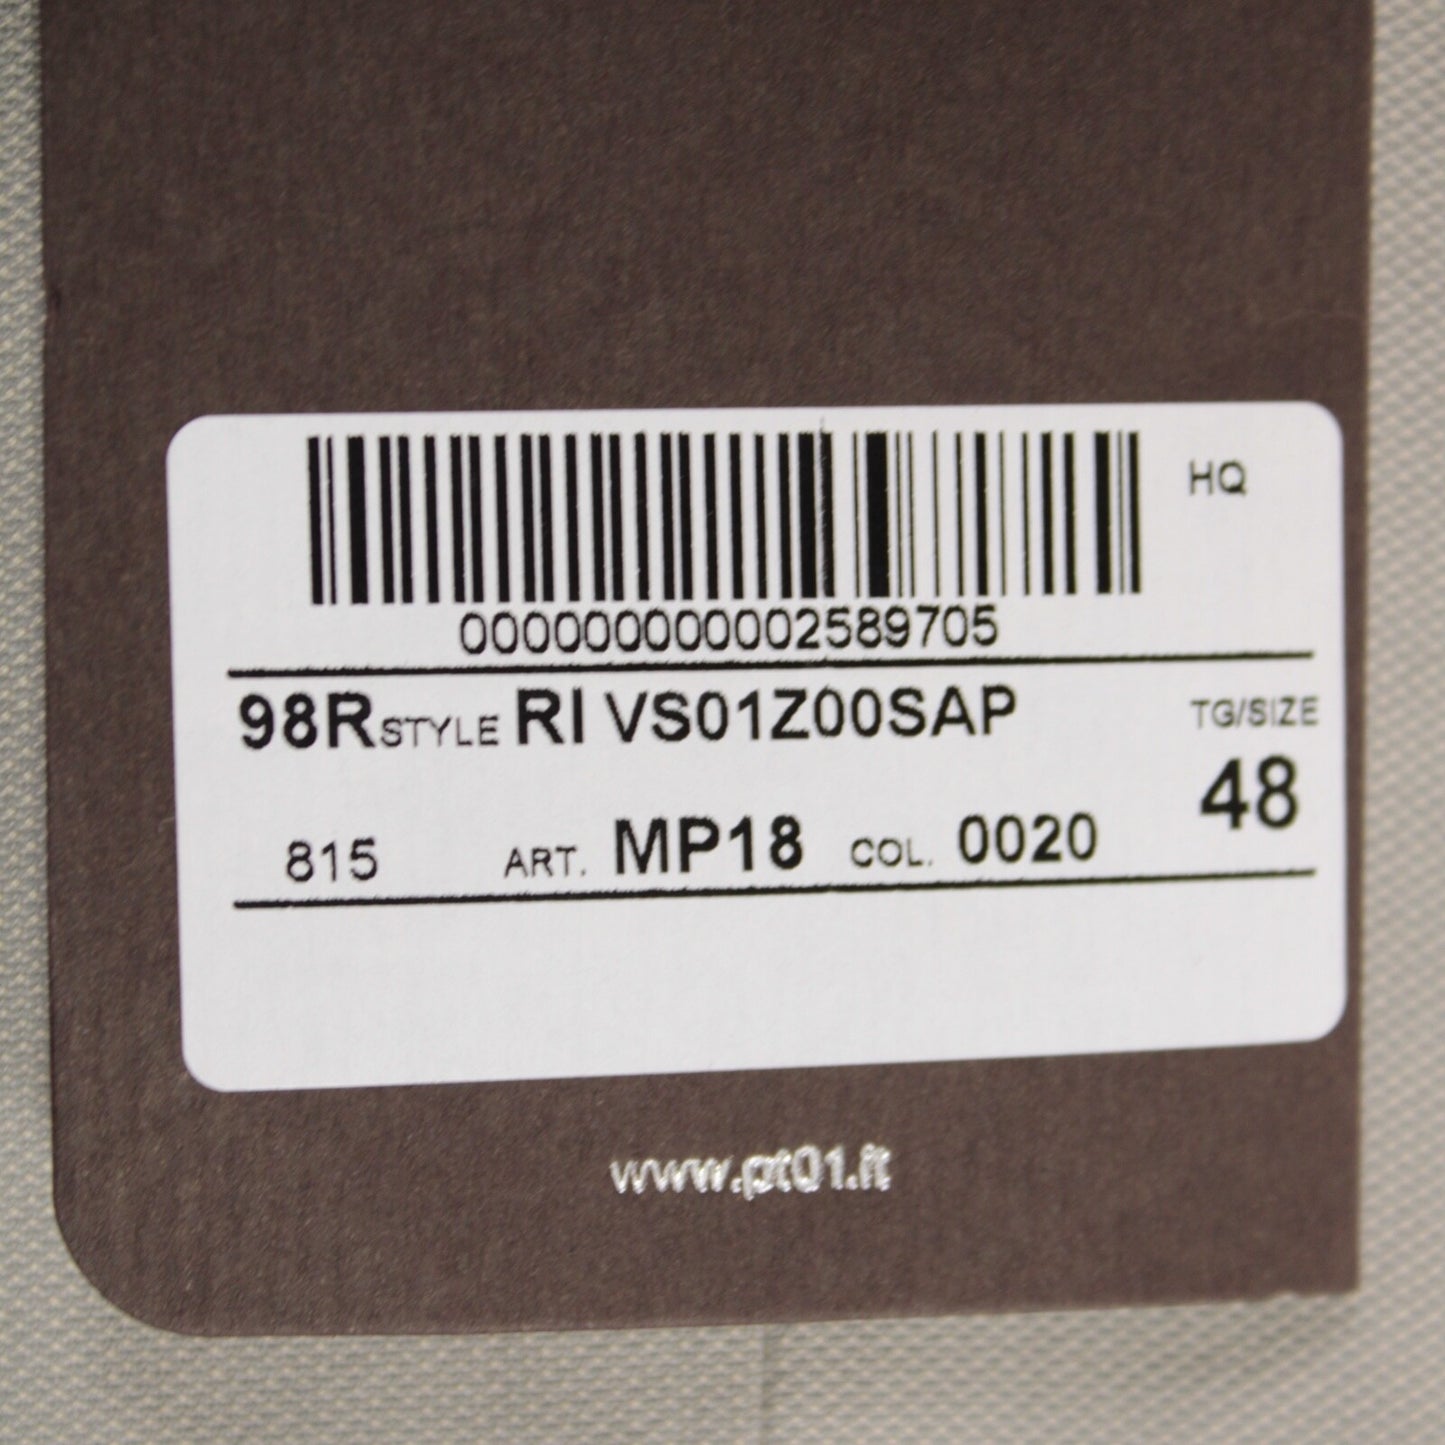 HQ
000000000002589705
98R STYLE RI VS01Z00SAP TG/SIZE
48
815 ART. MP18 COL. 0020
www.pt01.it